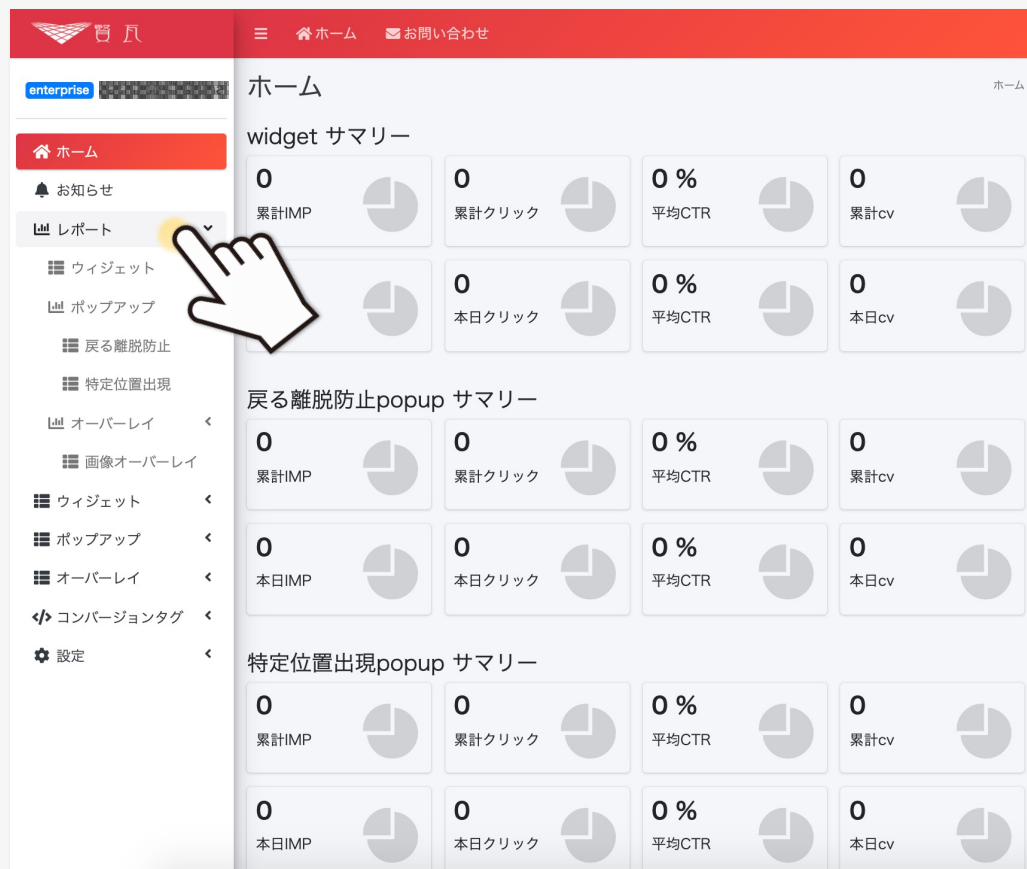 賢瓦
ホーム
お問い合わせ
enterprise
ホーム
お知らせ
レポート
ウィジェット
ポップアップ
戻る離脱防止
特定位置出現
オーバーレイ
画像オーバーレイ
ウィジェット
ポップアップ
オーバーレイ
コンバージョンタグ
設定
ホーム
ホーム
widget サマリー
0
累計IMP
0
累計クリック
0 %
平均CTR
0
累計cv
0
本日クリック
0 %
平均CTR
0
本日cv
戻る離脱防止popup サマリー
0
累計IMP
0
累計クリック
0 %
平均CTR
0
累計cv
0
本日IMP
0
本日クリック
0 %
平均CTR
0
本日cv
特定位置出現popup サマリー
0
累計IMP
0
累計クリック
0 %
平均CTR
0
累計cv
0
本日IMP
0
本日クリック
0 %
平均CTR
0
本日cv